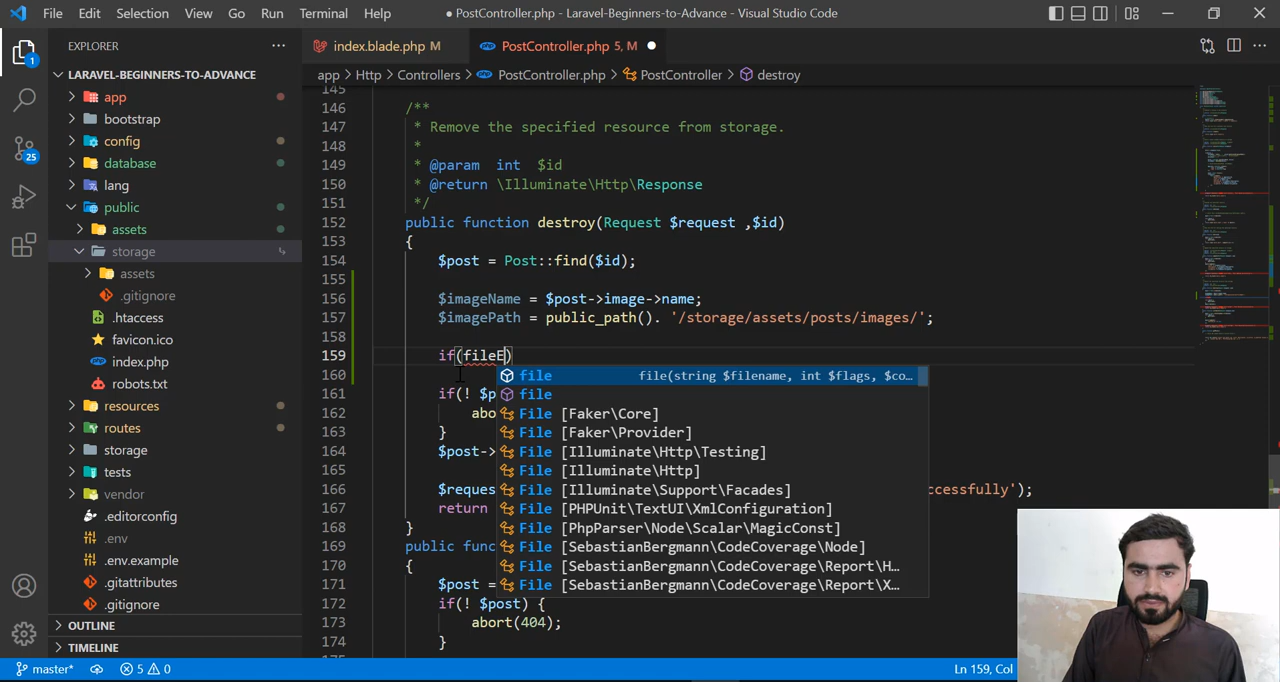 File Edit Selection View Go Run Terminal Help
● PostController.php - Laravel-Beginners-to-Advance - Visual Studio Code
EXPLORER
LARAVEL-BEGINNERS-TO-ADVANCE
app
bootstrap
config
database
lang
public
assets
storage
assets
.gitignore
.htaccess
favicon.ico
index.php
robots.txt
resources
routes
storage
tests
vendor
.editorconfig
.env
.env.example
.gitattributes
.gitignore
OUTLINE
TIMELINE
1
25
index.blade.php M
PostController.php 5, M ●
app > Http > Controllers > PostController.php > PostController > destroy
145
146 /**
147 * Remove the specified resource from storage.
148 *
149 * @param int $id
150 * @return \Illuminate\Http\Response
151 */
152 public function destroy(Request $request ,$id)
153 {
154 $post = Post::find($id);
155
156 $imageName = $post->image->name;
157 $imagePath = public_path(). '/storage/assets/posts/images/';
158
159 if(fileE)
160
161 if(! $p
162 abo
163 }
164 $post->
165
166 $reques ccessfully');
167 return
168 }
169 public func
170 {
171 $post =
172 if(! $post) {
173 abort(404);
174 }
file file(string $filename, int $flags, $co…
file
File [Faker\Core]
File [Faker\Provider]
File [Illuminate\Http\Testing]
File [Illuminate\Http]
File [Illuminate\Support\Facades]
File [PHPUnit\TextUI\XmlConfiguration]
File [PhpParser\Node\Scalar\MagicConst]
File [SebastianBergmann\CodeCoverage\Node]
File [SebastianBergmann\CodeCoverage\Report\H…
File [SebastianBergmann\CodeCoverage\Report\X…
master* 5 0
Ln 159, Col